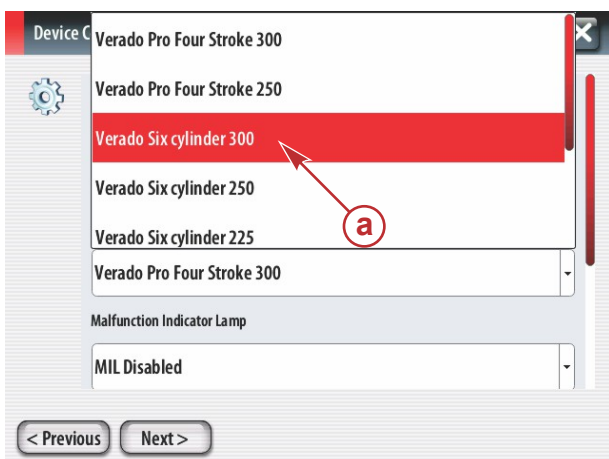 Device C
Verado Pro Four Stroke 300
Verado Pro Four Stroke 250
Verado Six cylinder 300
Verado Six cylinder 250
a
Verado Six cylinder 225
Verado Pro Four Stroke 300
Malfunction Indicator Lamp
MIL Disabled
< Previous
Next >